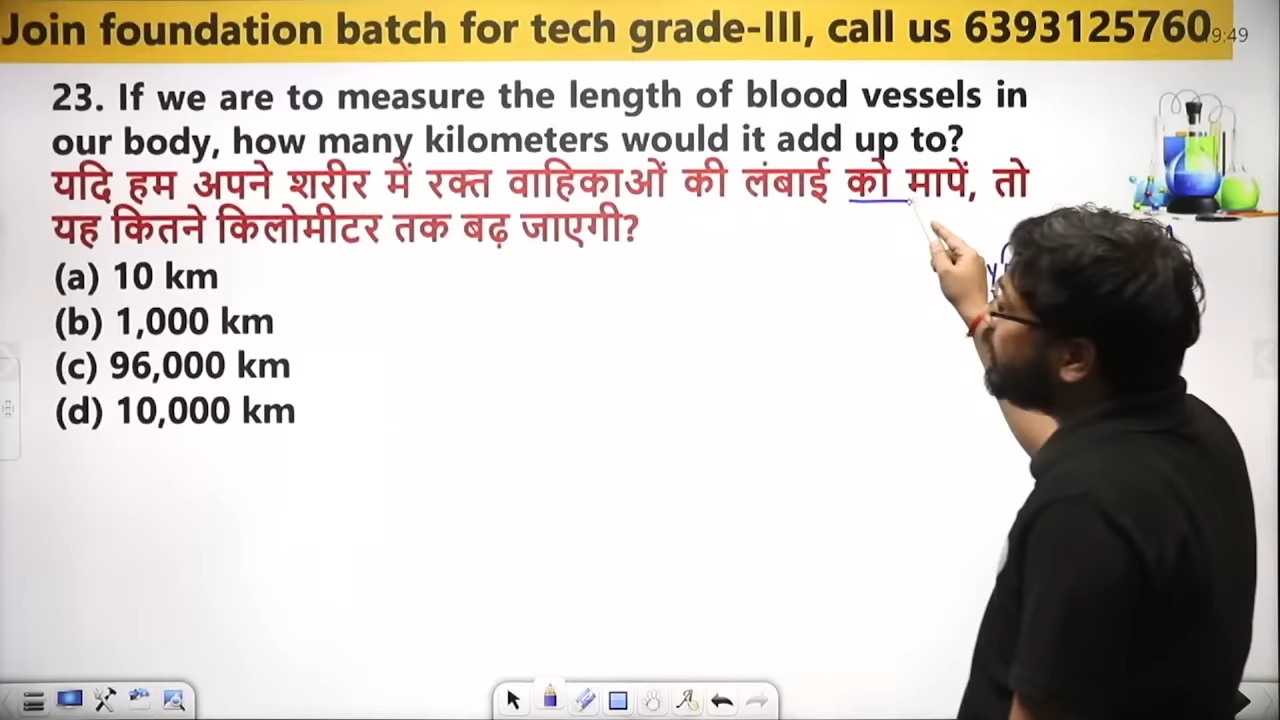 Join foundation batch for tech grade-III, call us 6393125760
23. If we are to measure the length of blood vessels in
our body, how many kilometers would it add up to?
यदि हम अपने शरीर में रक्त वाहिकाओं की लंबाई को मापें, तो
यह कितने किलोमीटर तक बढ़ जाएगी?
(a) 10 km
(b) 1,000 km
(c) 96,000 km
(d) 10,000 km